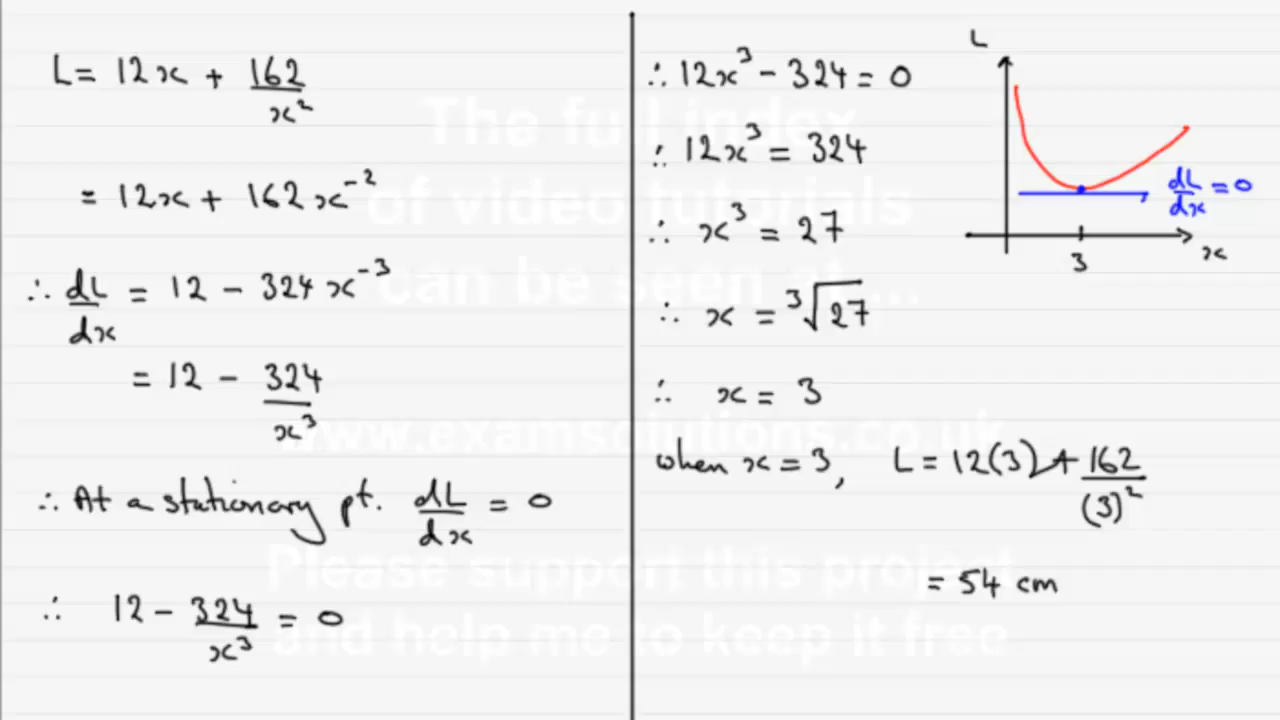 L = 12x + 162/x²
= 12x + 162x⁻²
∴ dL/dx = 12 − 324x⁻³
= 12 − 324/x³
∴ At a stationary pt. dL/dx = 0
∴ 12 − 324/x³ = 0
∴ 12x³ − 324 = 0
∴ 12x³ = 324
∴ x³ = 27
∴ x = ³√27
∴ x = 3
when x = 3, L = 12(3) + 162/(3)²
= 54 cm
L
dL/dx = 0
3
x
The full index
of video tutorials
can be seen at...
www.examsolutions.co.uk
Please support this project
and help me to keep it free